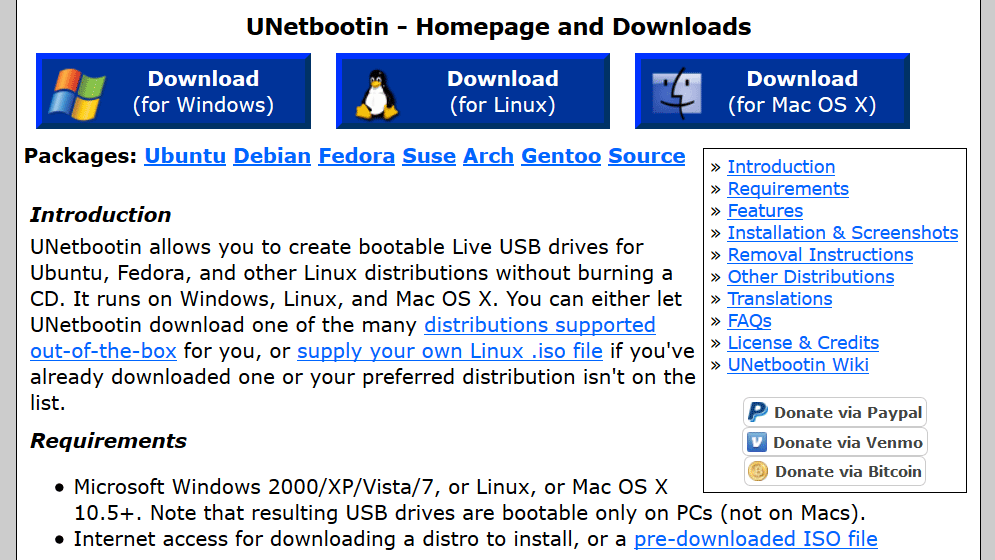 UNetbootin - Homepage and Downloads
Download
(for Windows)
Download
(for Linux)
Download
(for Mac OS X)
Packages: Ubuntu Debian Fedora Suse Arch Gentoo Source
» Introduction
» Requirements
» Features
» Installation & Screenshots
» Removal Instructions
» Other Distributions
» Translations
» FAQs
» License & Credits
» UNetbootin Wiki
Donate via Paypal
Donate via Venmo
Donate via Bitcoin
Introduction
UNetbootin allows you to create bootable Live USB drives for
Ubuntu, Fedora, and other Linux distributions without burning a
CD. It runs on Windows, Linux, and Mac OS X. You can either let
UNetbootin download one of the many distributions supported
out-of-the-box for you, or supply your own Linux .iso file if you've
already downloaded one or your preferred distribution isn't on the
list.
Requirements
• Microsoft Windows 2000/XP/Vista/7, or Linux, or Mac OS X
10.5+. Note that resulting USB drives are bootable only on PCs (not on Macs).
• Internet access for downloading a distro to install, or a pre-downloaded ISO file